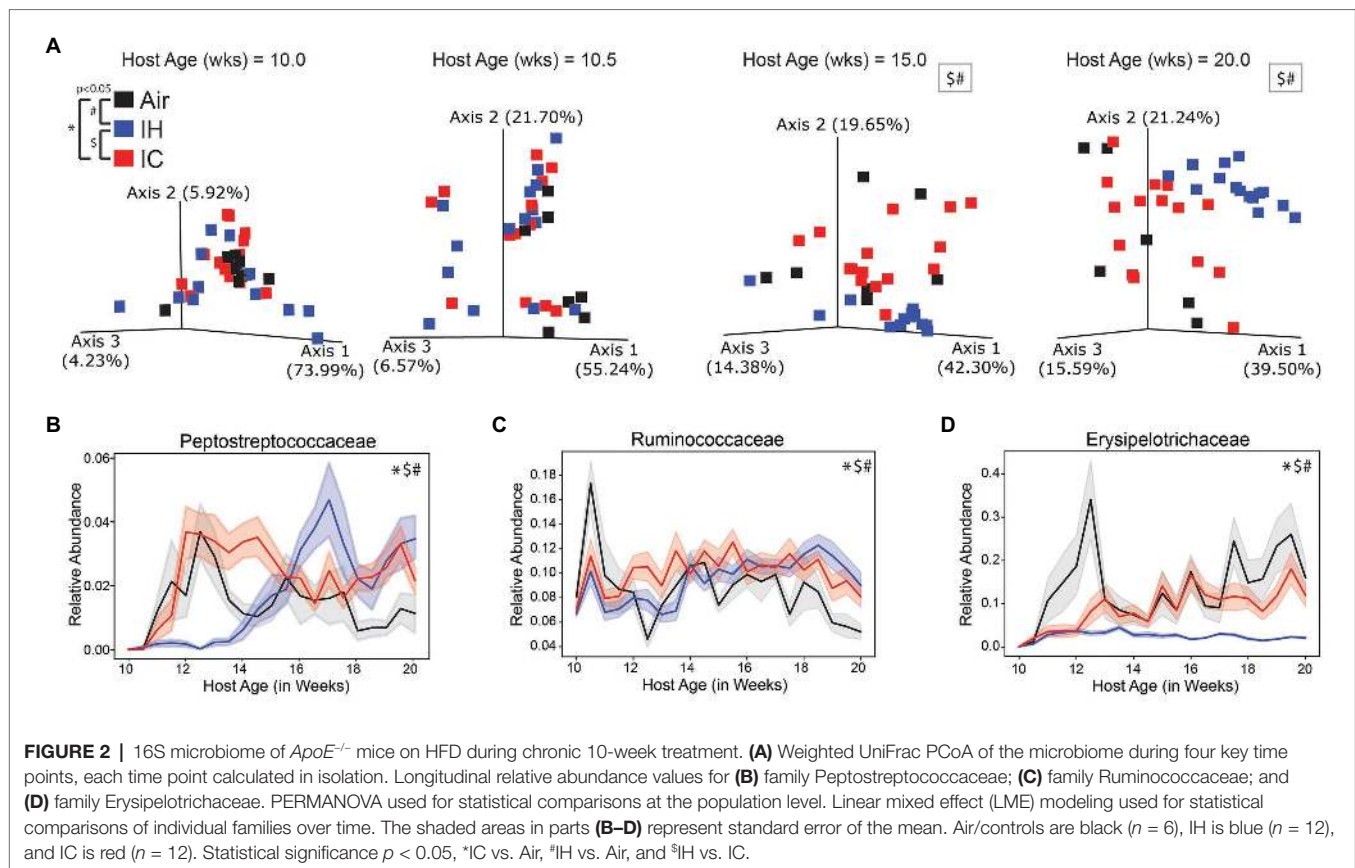 A
Host Age (wks) = 10.0
Host Age (wks) = 10.5
Host Age (wks) = 15.0
Host Age (wks) = 20.0
$#
$#
p<0.05
*
#
$
Air
IH
IC
Axis 2 (5.92%)
Axis 3
(4.23%)
Axis 1
(73.99%)
Axis 2 (21.70%)
Axis 3
(6.57%)
Axis 1
(55.24%)
Axis 2 (19.65%)
Axis 3
(14.38%)
Axis 1
(42.30%)
Axis 2 (21.24%)
Axis 3
(15.59%)
Axis 1
(39.50%)
B
Peptostreptococcaceae
*$#
Relative Abundance
0.06
0.04
0.02
0.00
10 12 14 16 18 20
Host Age (in Weeks)
C
Ruminococcaceae
*$#
Relative Abundance
0.18
0.16
0.14
0.12
0.10
0.08
0.06
0.04
10 12 14 16 18 20
Host Age (in Weeks)
D
Erysipelotrichaceae
*$#
Relative Abundance
0.4
0.3
0.2
0.1
0.0
10 12 14 16 18 20
Host Age (in Weeks)
FIGURE 2 | 16S microbiome of ApoE−/− mice on HFD during chronic 10-week treatment. (A) Weighted UniFrac PCoA of the microbiome during four key time
points, each time point calculated in isolation. Longitudinal relative abundance values for (B) family Peptostreptococcaceae; (C) family Ruminococcaceae; and
(D) family Erysipelotrichaceae. PERMANOVA used for statistical comparisons at the population level. Linear mixed effect (LME) modeling used for statistical
comparisons of individual families over time. The shaded areas in parts (B–D) represent standard error of the mean. Air/controls are black (n = 6), IH is blue (n = 12),
and IC is red (n = 12). Statistical significance p < 0.05, *IC vs. Air, #IH vs. Air, and $IH vs. IC.